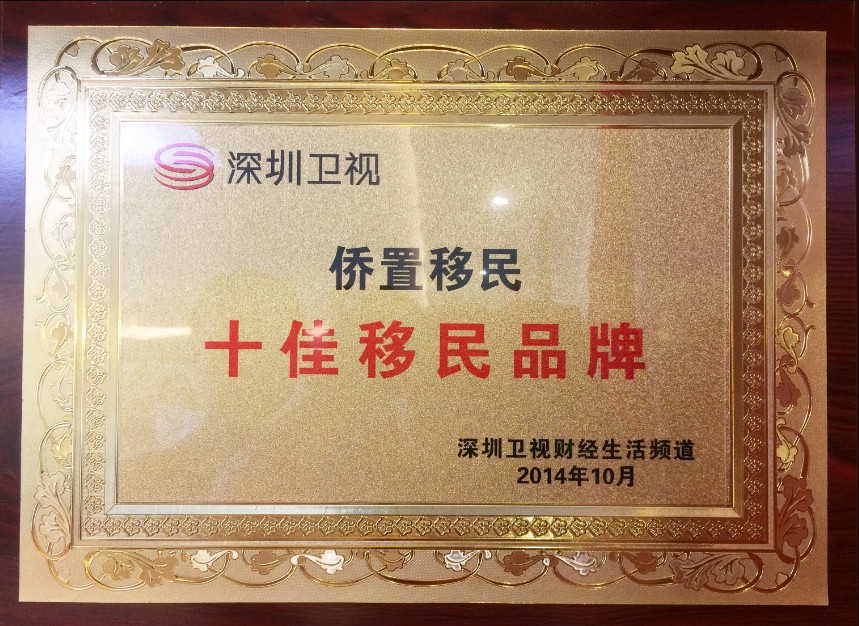 深圳卫视
侨置移民
十佳移民品牌
深圳卫视财经生活频道
2014年10月